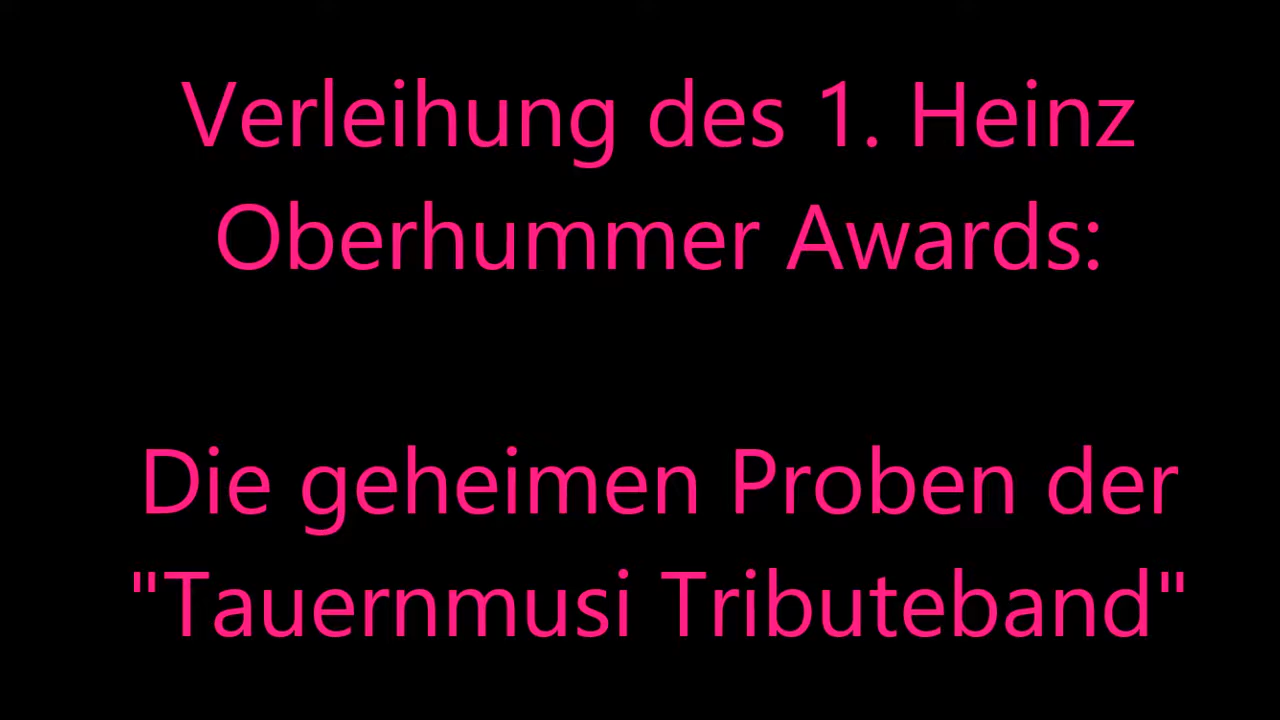 Verleihung des 1. Heinz
Oberhummer Awards:
Die geheimen Proben der
"Tauernmusi Tributeband"